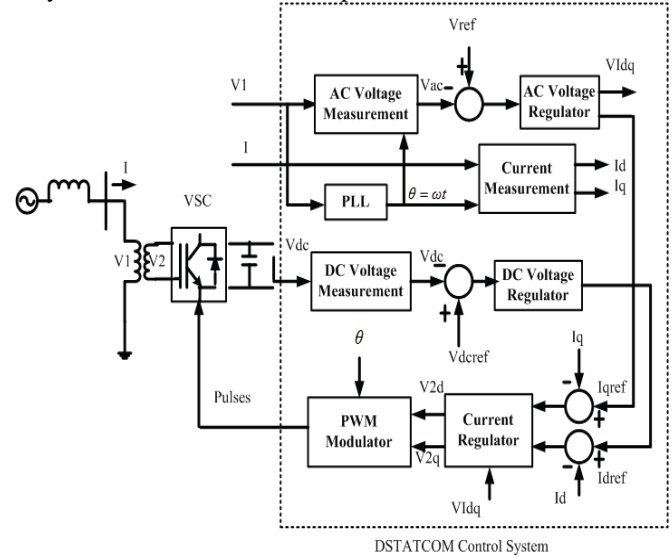 Vref
VIdq
V1
AC Voltage
Measurement
Vac
-
+
AC Voltage
Regulator
I
PLL
θ = ωt
Current
Measurement
Id
Iq
I
VSC
V1
V2
Vdc
DC Voltage
Measurement
Vdc
-
+
DC Voltage
Regulator
Vdcref
θ
Iq
-
+
Iqref
Pulses
PWM
Modulator
V2d
V2q
Current
Regulator
+
-
Idref
VIdq
Id
DSTATCOM Control System